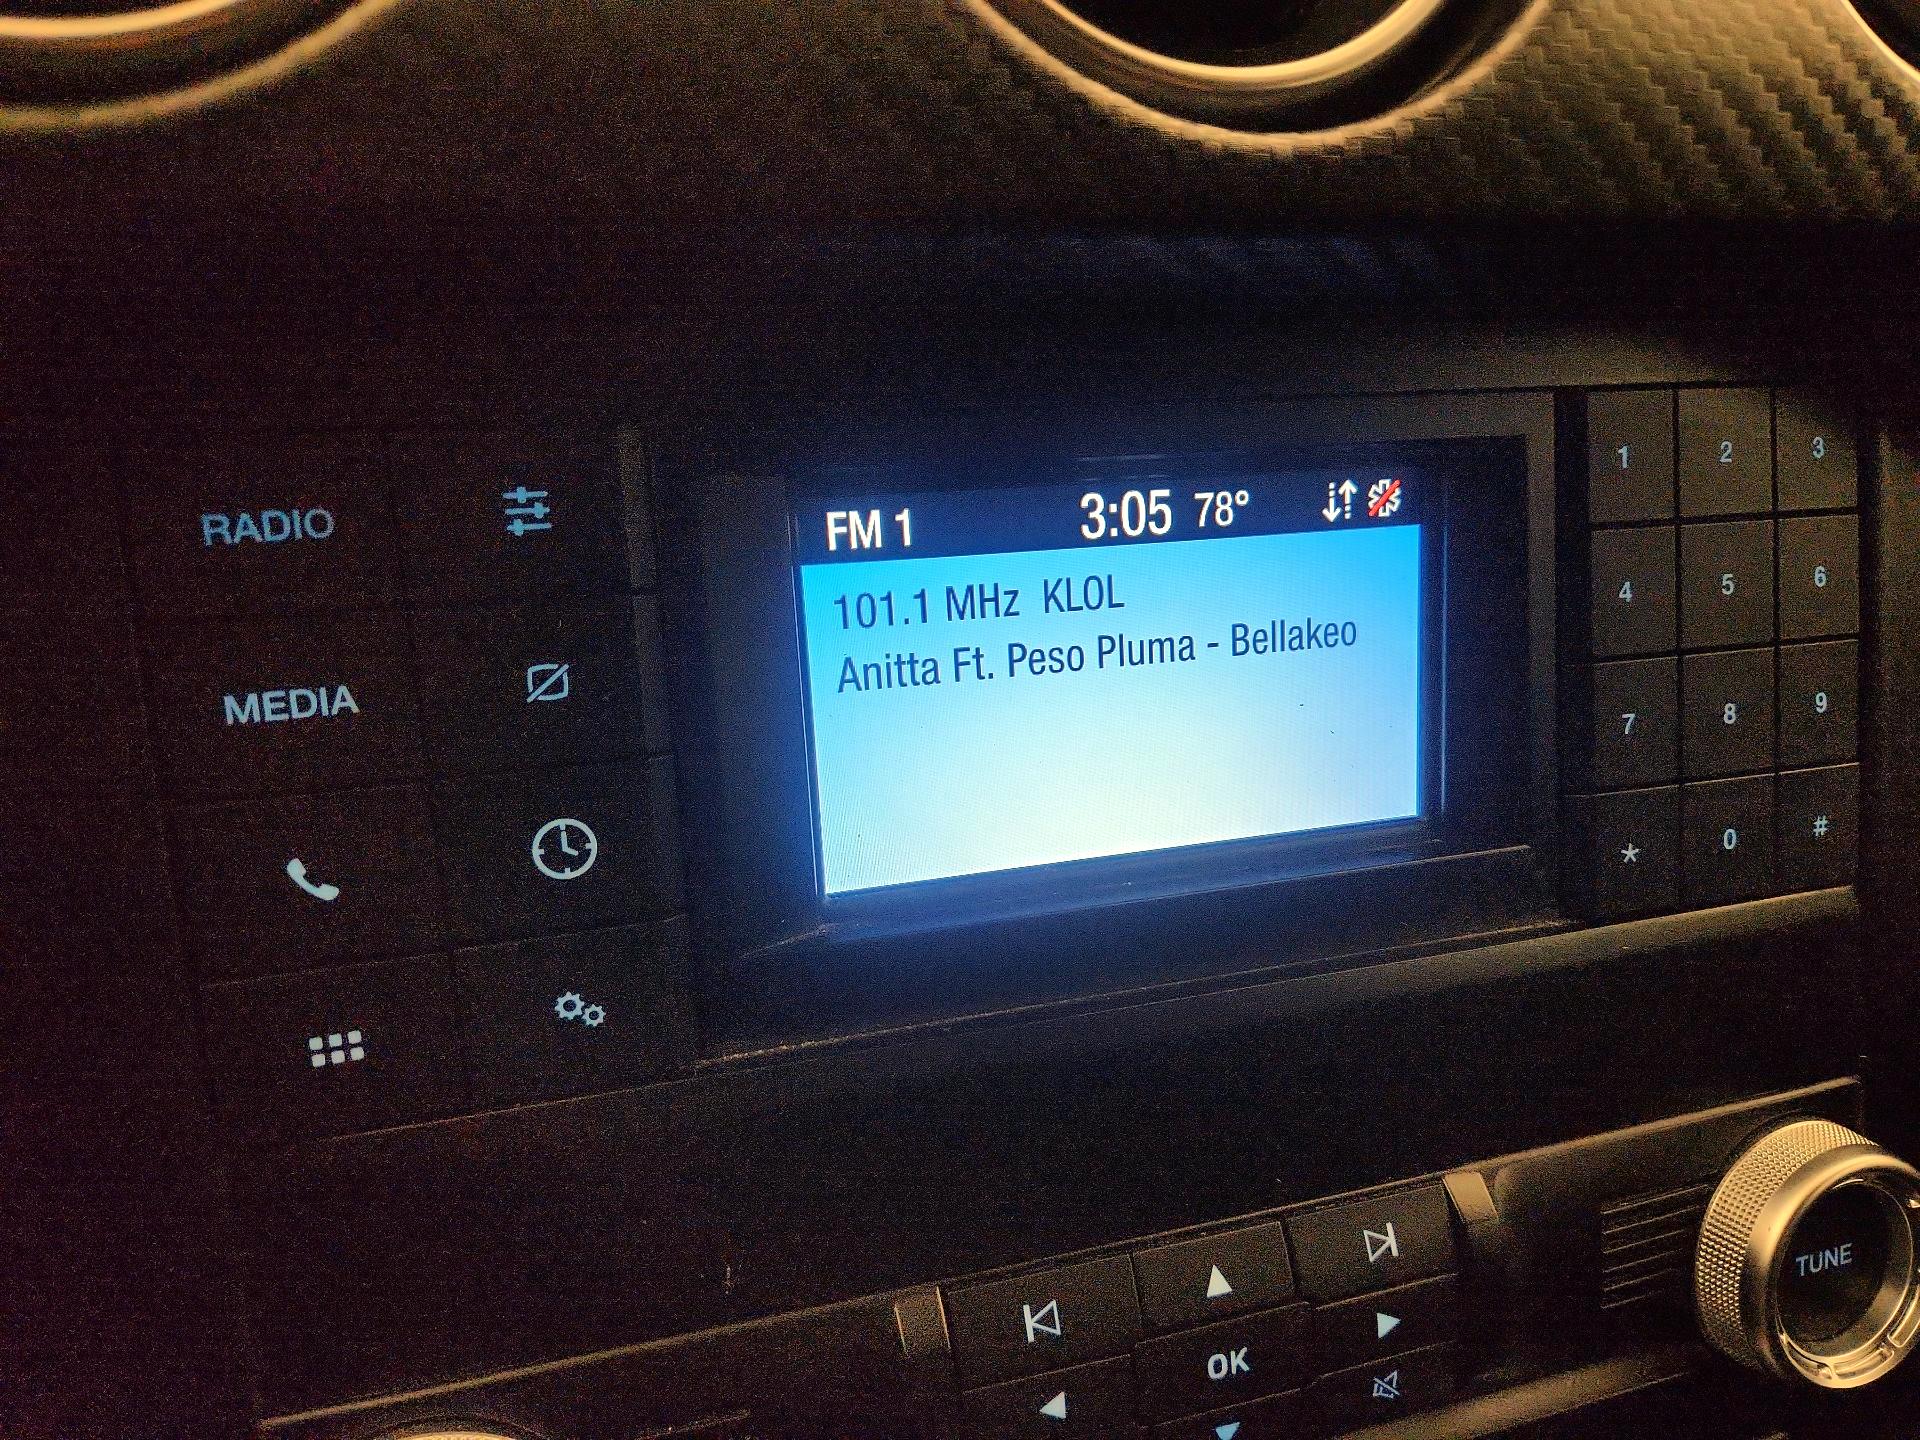 FM 1 3:05 78°
101.1 MHz KLOL
Anitta Ft. Peso Pluma - Bellakeo
RADIO
MEDIA
1 2 3
4 5 6
7 8 9
* 0 #
OK
TUNE